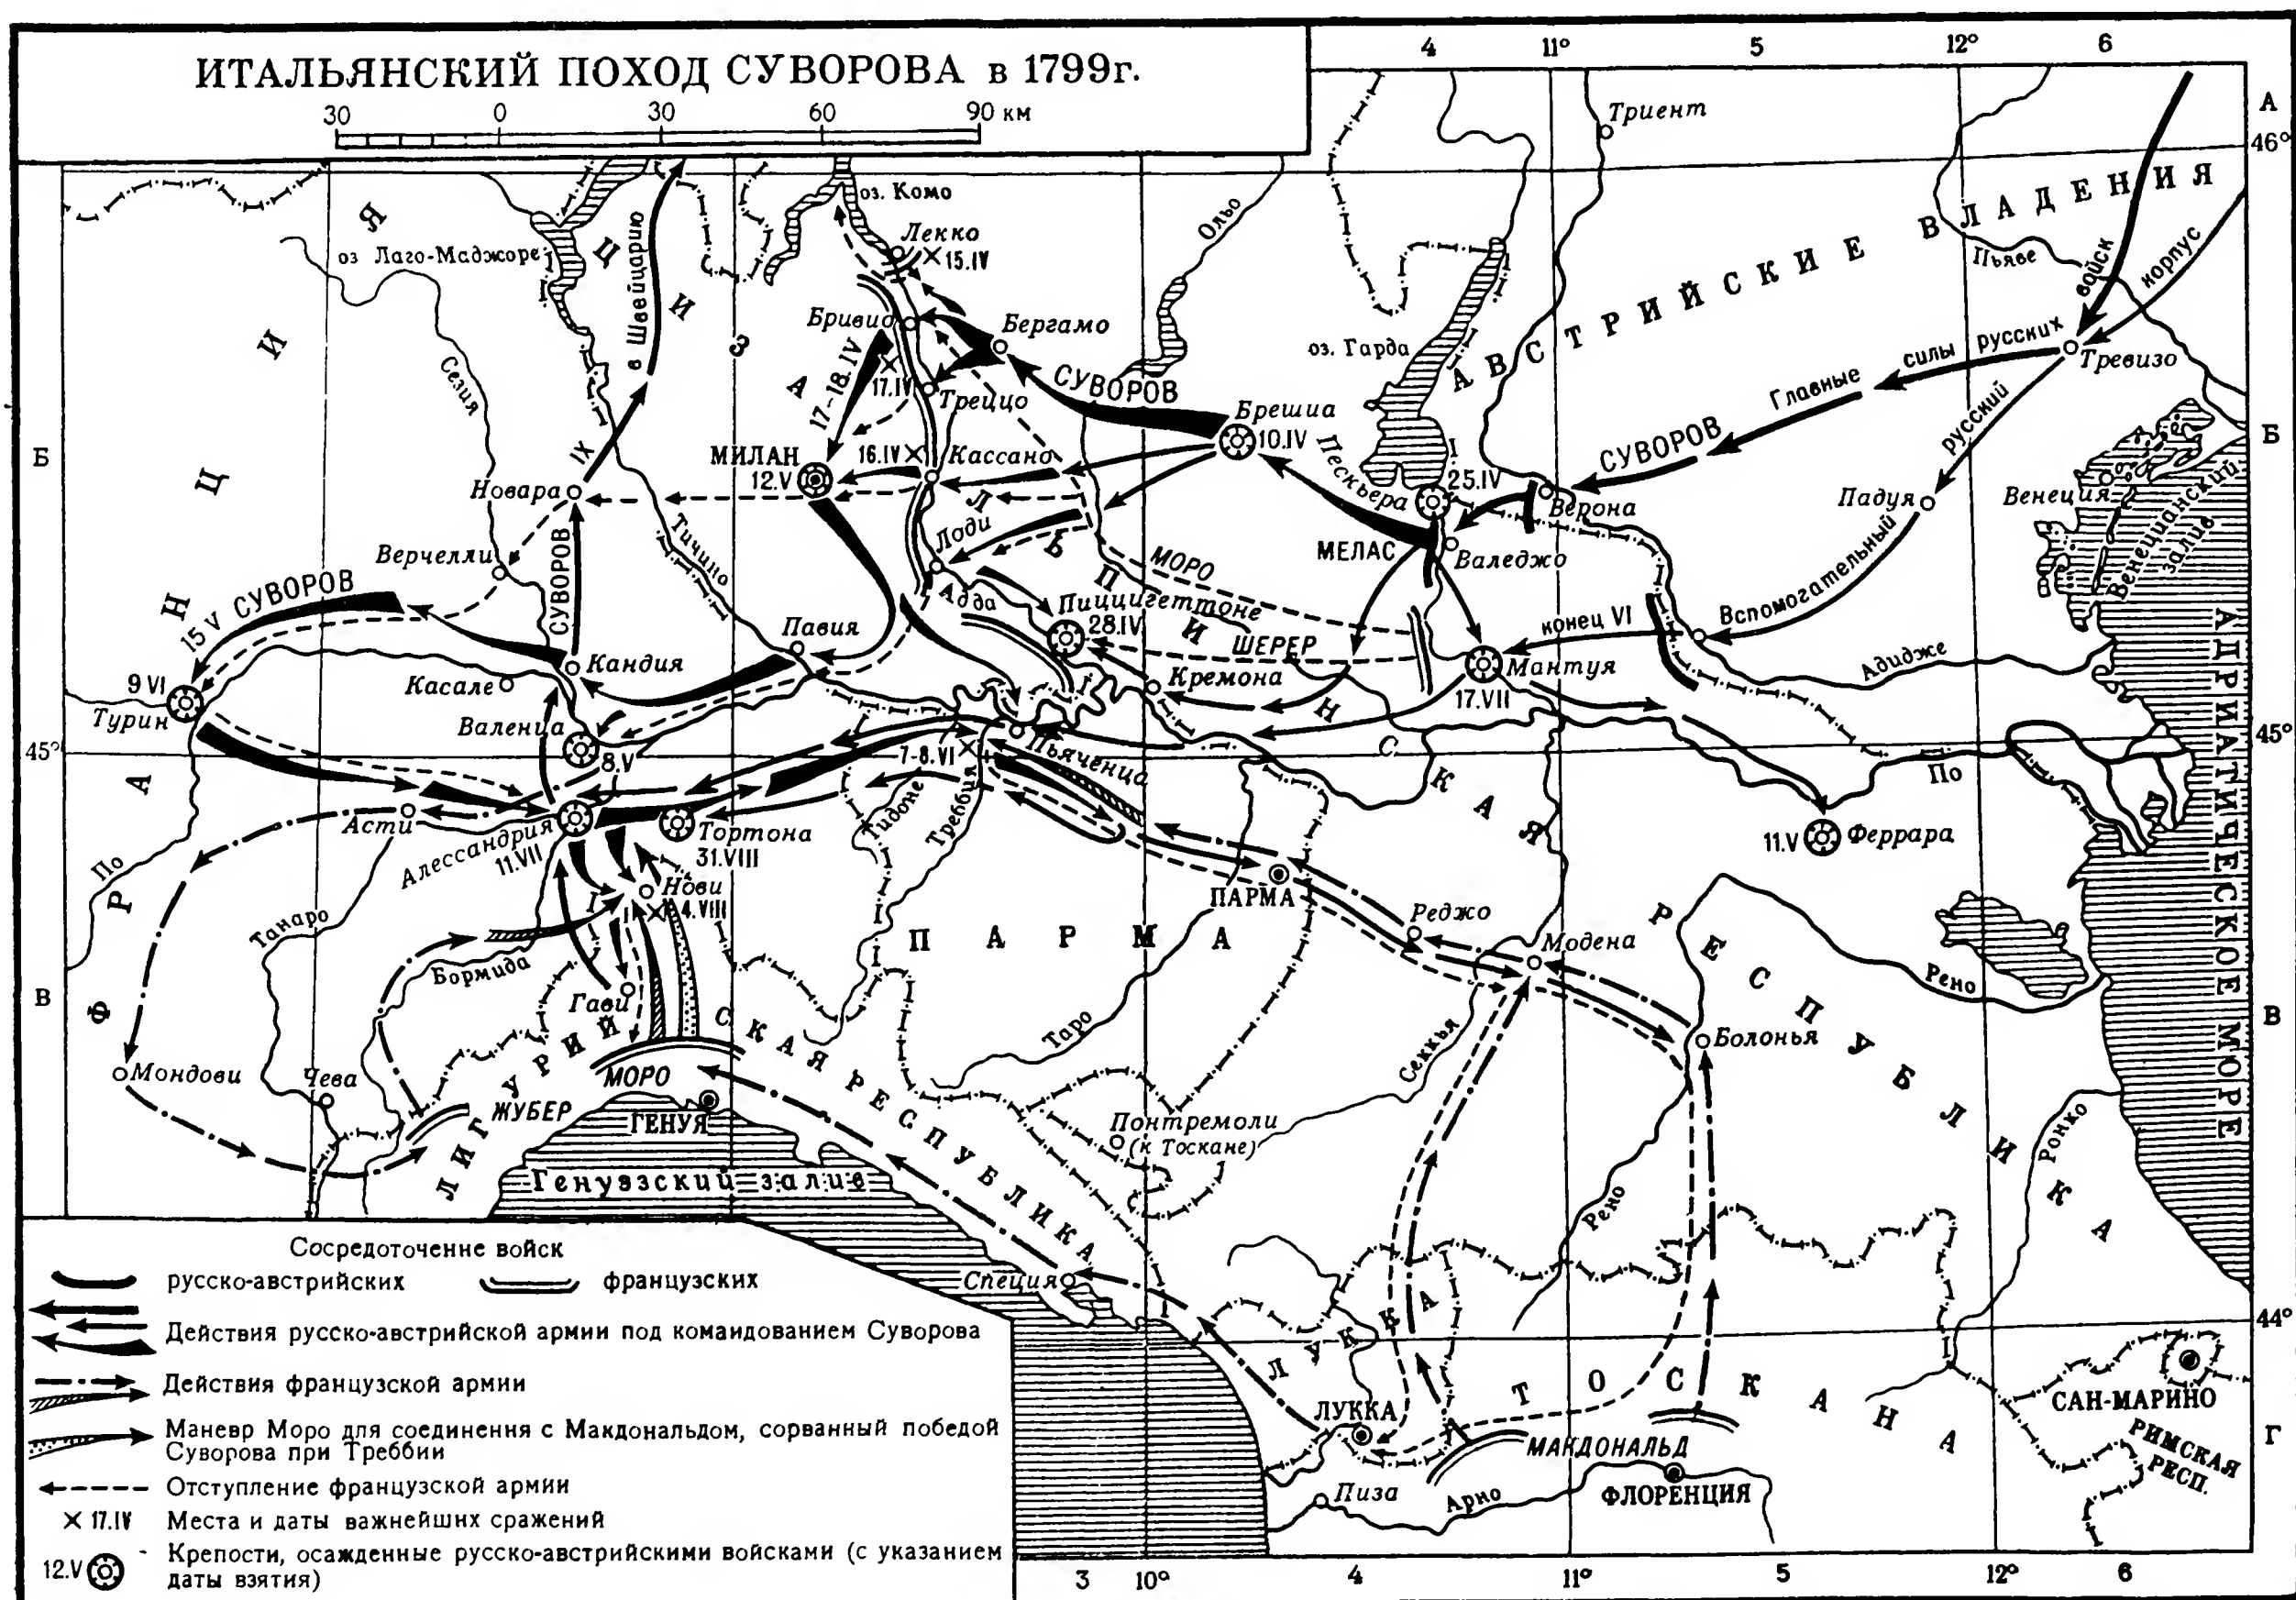 ИТАЛЬЯНСКИЙ ПОХОД СУВОРОВА в 1799г.
30 0 30 60 90 км
4 11° 5 12° 6
А
46°
Б
45°
В
44°
Г
Б
45°
В
3 10° 4 11° 5 12° 6
Триент
АВСТРИЙСКИЕ ВЛАДЕНИЯ
Пьяве
войск
корпус
Тревизо
силы русских
Главные
русский
СУВОРОВ
Падуя
Венеция
Венецианский
залив
Вспомогательный
Адидже
АДРИАТИЧЕСКОЕ МОРЕ
оз. Комо
Лекко
15.IV
Ольо
оз. Лаго-Маджоре
в Швейцарию
Бривио
Бергамо
оз. Гарда
17-18.IV
17.IV
Треццо
СУВОРОВ
Брешиа
10.IV
Пескьера
25.IV
Верона
МИЛАН
12.V
16.IV
Кассано
Сезия
IX
Новара
Тичино
Лоди
МОРО
МЕЛАС
Валеджо
Верчелли
СУВОРОВ
СУВОРОВ
15 V
Адда
Пиццигеттоне
28.IV
ШЕРЕР
конец VI
Павия
Кандия
Касале
Кремона
Мантуя
17.VII
9 VI
Турин
Валенца
8.V
7-8.VI
Пьяченца
По
Феррара
11.V
Асти
Алессандрия
11.VII
Тортона
31.VIII
Тидоне
Треббия
По
Нови
4.VIII
ПАРМА
Реджо
Модена
Танаро
Бормида
Гави
ПАРМА
Таро
Секкья
Рено
Болонья
ФРАНЦИЯ
ЦИЗАЛЬПИНСКАЯ РЕСПУБЛИКА
ЛИГУРИЙСКАЯ РЕСПУБЛИКА
Мондови
Чева
МОРО
ЖУБЕР
ГЕНУЯ
Генуэзский залив
Понтремоли
(к Тоскане)
Ронко
Рено
Специя
ЛУККА
ЛУККА
ТОСКАНА
МАКДОНАЛЬД
Пиза
Арно
ФЛОРЕНЦИЯ
САН-МАРИНО
РИМСКАЯ
РЕСП.
Сосредоточение войск
русско-австрийских французских
Действия русско-австрийской армии под командованием Суворова
Действия французской армии
Маневр Моро для соединения с Макдональдом, сорванный победой
Суворова при Треббии
Отступление французской армии
17.IV Места и даты важнейших сражений
12.V Крепости, осажденные русско-австрийскими войсками (с указанием
даты взятия)